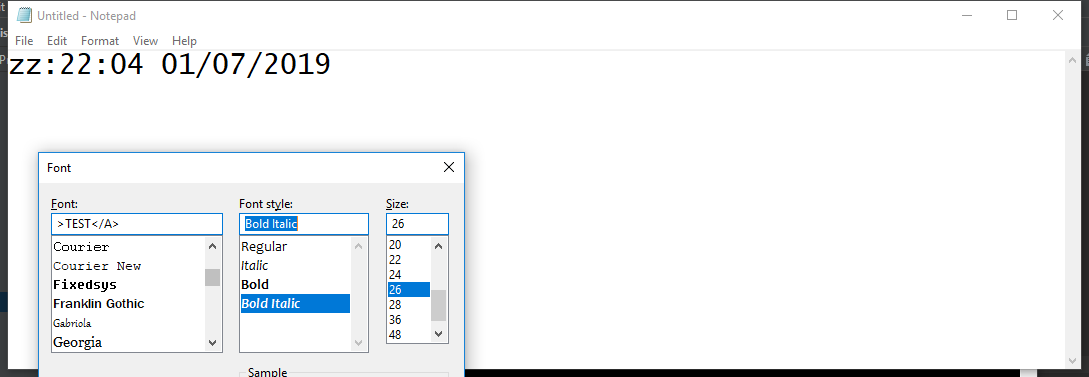 Untitled - Notepad
File Edit Format View Help
zz:22:04 01/07/2019
Font
Font: Font style: Size:
>TEST</A> Bold Italic 26
Courier Regular 20
Courier New Italic 22
Fixedsys Bold 24
Franklin Gothic Bold Italic 26
Gabriola 28
Georgia 36
48
Sample